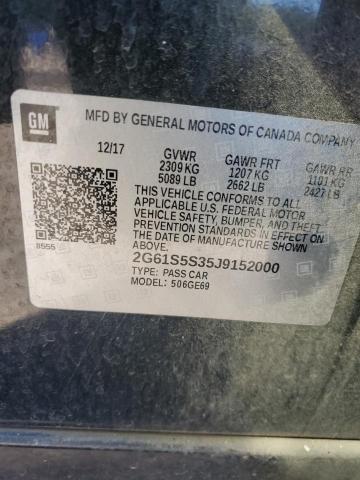 GM
MFD BY GENERAL MOTORS OF CANADA COMPANY
12/17 GVWR GAWR FRT GAWR RR
2309 KG 1207 KG 1101 KG
5089 LB 2662 LB 2427 LB
THIS VEHICLE CONFORMS TO ALL
APPLICABLE U.S. FEDERAL MOTOR
VEHICLE SAFETY, BUMPER, AND THEFT
PREVENTION STANDARDS IN EFFECT ON
THE DATE OF MANUFACTURE SHOWN
ABOVE.
8555
2G61S5S35J9152000
TYPE: PASS CAR
MODEL: 506GE69